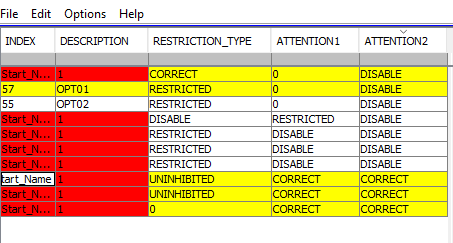 File Edit Options Help
INDEX DESCRIPTION RESTRICTION_TYPE ATTENTION1 ATTENTION2
Start_N... 1 CORRECT 0 DISABLE
57 OPT01 RESTRICTED 0 DISABLE
55 OPT02 RESTRICTED 0 DISABLE
Start_N... 1 DISABLE RESTRICTED DISABLE
Start_N... 1 RESTRICTED DISABLE DISABLE
Start_N... 1 RESTRICTED DISABLE DISABLE
Start_N... 1 RESTRICTED DISABLE DISABLE
tart_Name 1 UNINHIBITED CORRECT CORRECT
Start_N... 1 UNINHIBITED CORRECT CORRECT
Start_N... 1 0 CORRECT CORRECT